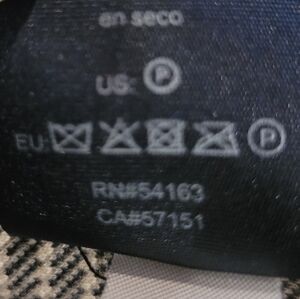 en seco
US: P
EU: P
RN#54163
CA#57151